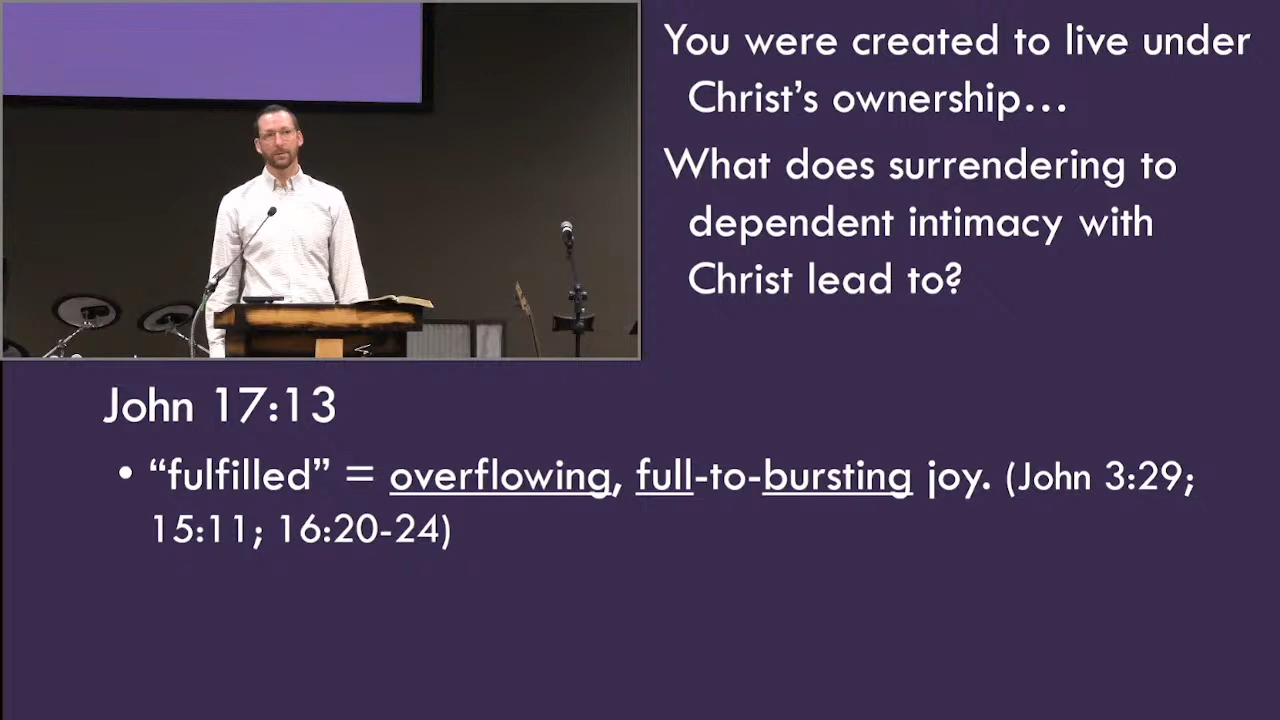 You were created to live under
Christ’s ownership…
What does surrendering to
dependent intimacy with
Christ lead to?
John 17:13
• “fulfilled” = overflowing, full-to-bursting joy. (John 3:29;
15:11; 16:20-24)